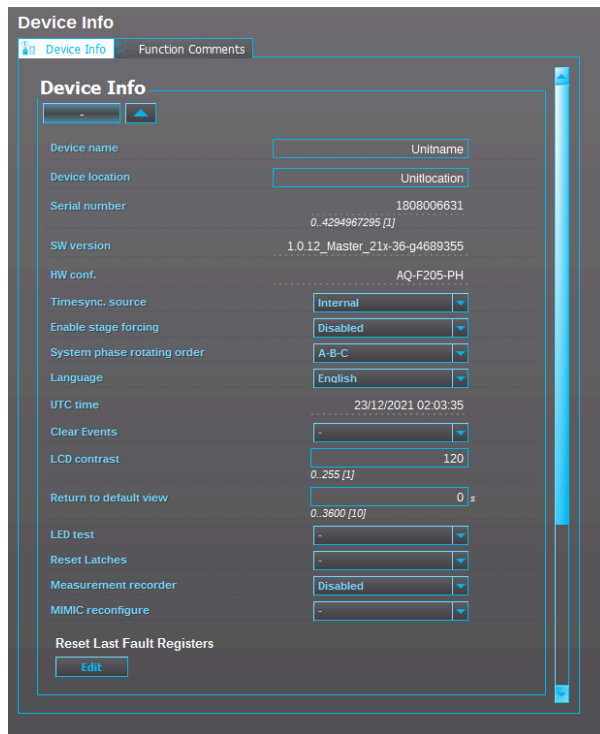 Device Info
Device Info Function Comments
Device Info
-
Device name Unitname
Device location Unitlocation
Serial number 1808006631
0..4294967295 [1]
SW version 1.0.12_Master_21x-36-g4689355
HW conf. AQ-F205-PH
Timesync. source Internal
Enable stage forcing Disabled
System phase rotating order A-B-C
Language English
UTC time 23/12/2021 02:03:35
Clear Events -
LCD contrast 120
0..255 [1]
Return to default view 0 s
0..3600 [10]
LED test -
Reset Latches -
Measurement recorder Disabled
MIMIC reconfigure -
Reset Last Fault Registers
Edit